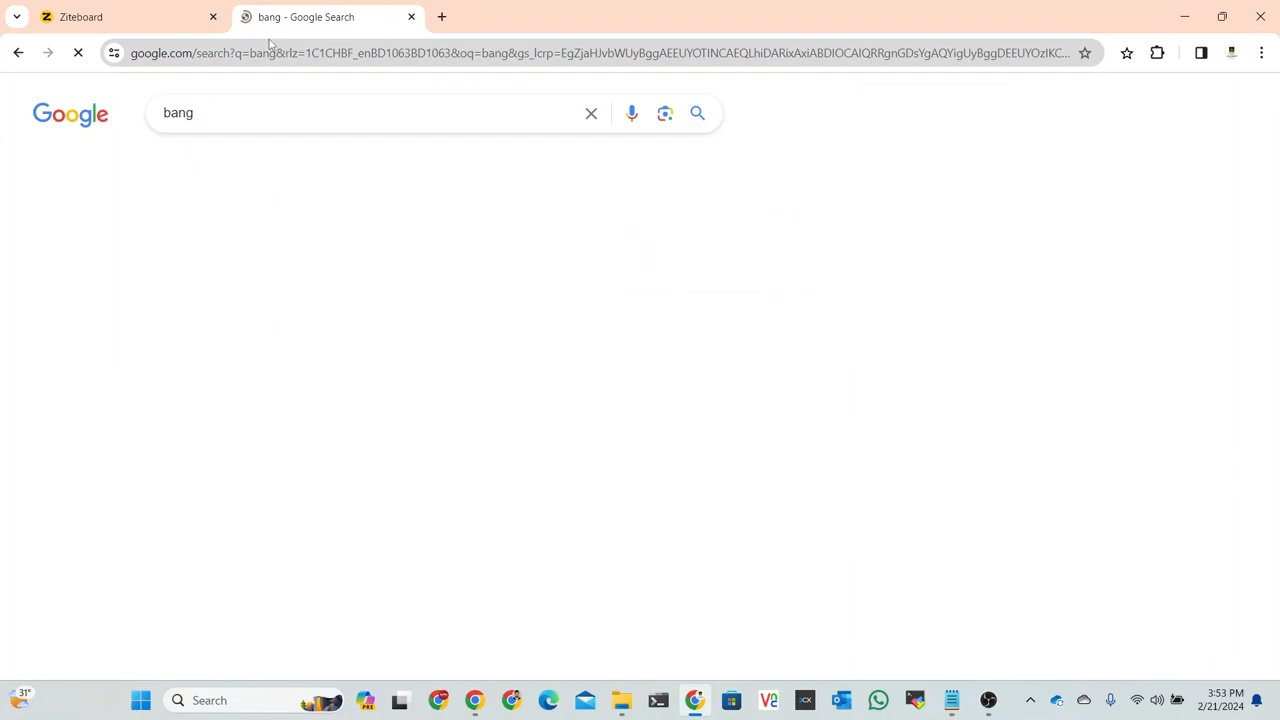 Ziteboard
bang - Google Search
google.com/search?q=bang&rlz=1C1CHBF_enBD1063BD1063&oq=bang&gs_lcrp=EgZjaHJvbWUyBggAEEUYOTINCAEQLhiDARixAxiABDIOCAIQRRgnGDsYgAQYigUyBggDEEUYOzIKC...
Google
bang
31°
Search
PRE
3:53 PM
2/21/2024